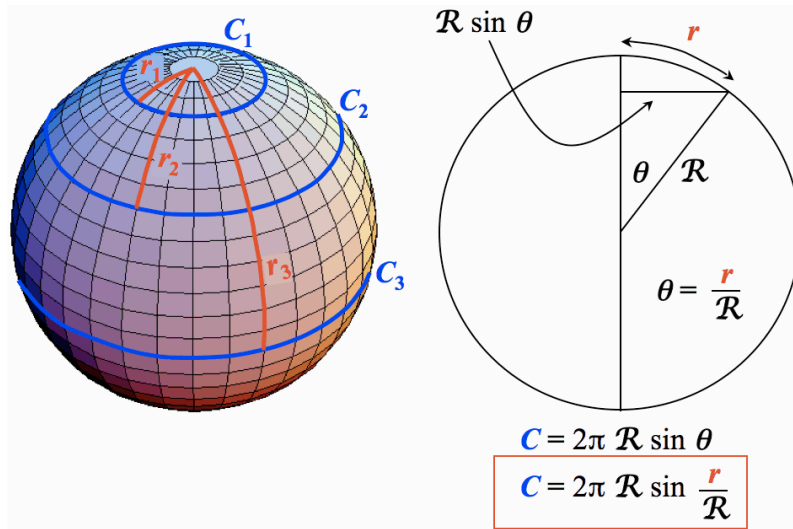 C₁
r₁
C₂
r₂
r₃
C₃
ℛ sin θ
r
θ
ℛ
θ = r/ℛ
C = 2π ℛ sin θ
C = 2π ℛ sin r/ℛ